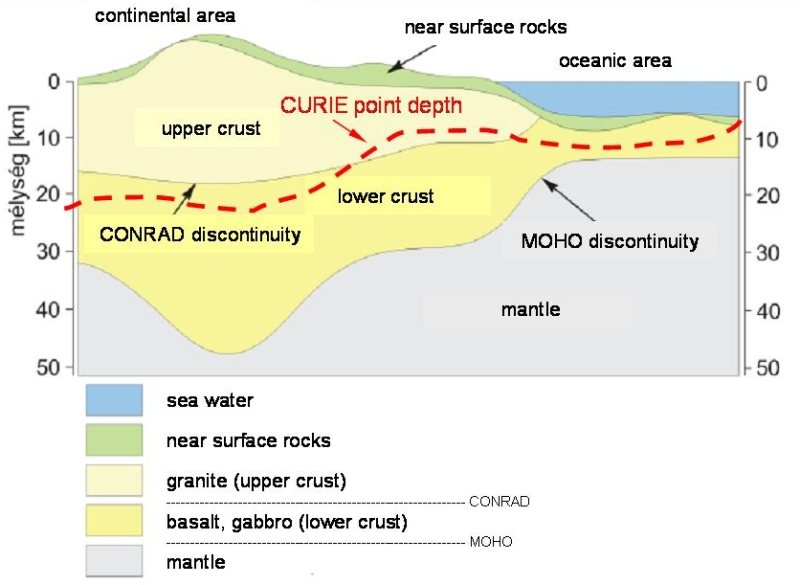 continental area
near surface rocks
oceanic area
0
0
CURIE point depth
upper crust
10
10
mélység [km]
20
lower crust
20
CONRAD discontinuity
MOHO discontinuity
30
30
mantle
40
40
50
50
sea water
near surface rocks
granite (upper crust)
CONRAD
basalt, gabbro (lower crust)
MOHO
mantle